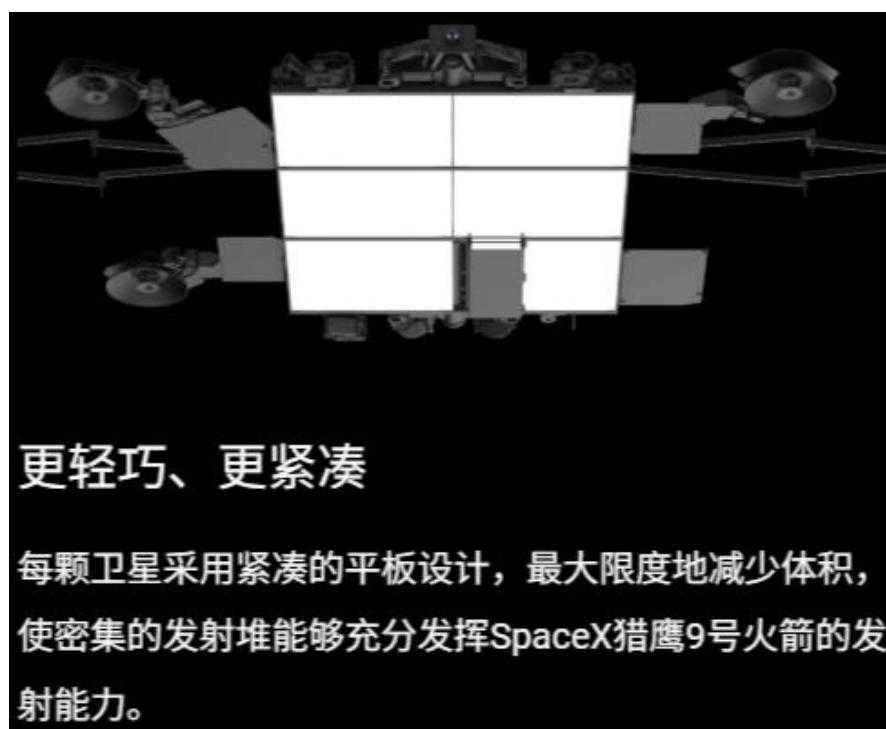 更轻巧、更紧凑
每颗卫星采用紧凑的平板设计，最大限度地减少体积，
使密集的发射堆能够充分发挥SpaceX猎鹰9号火箭的发
射能力。